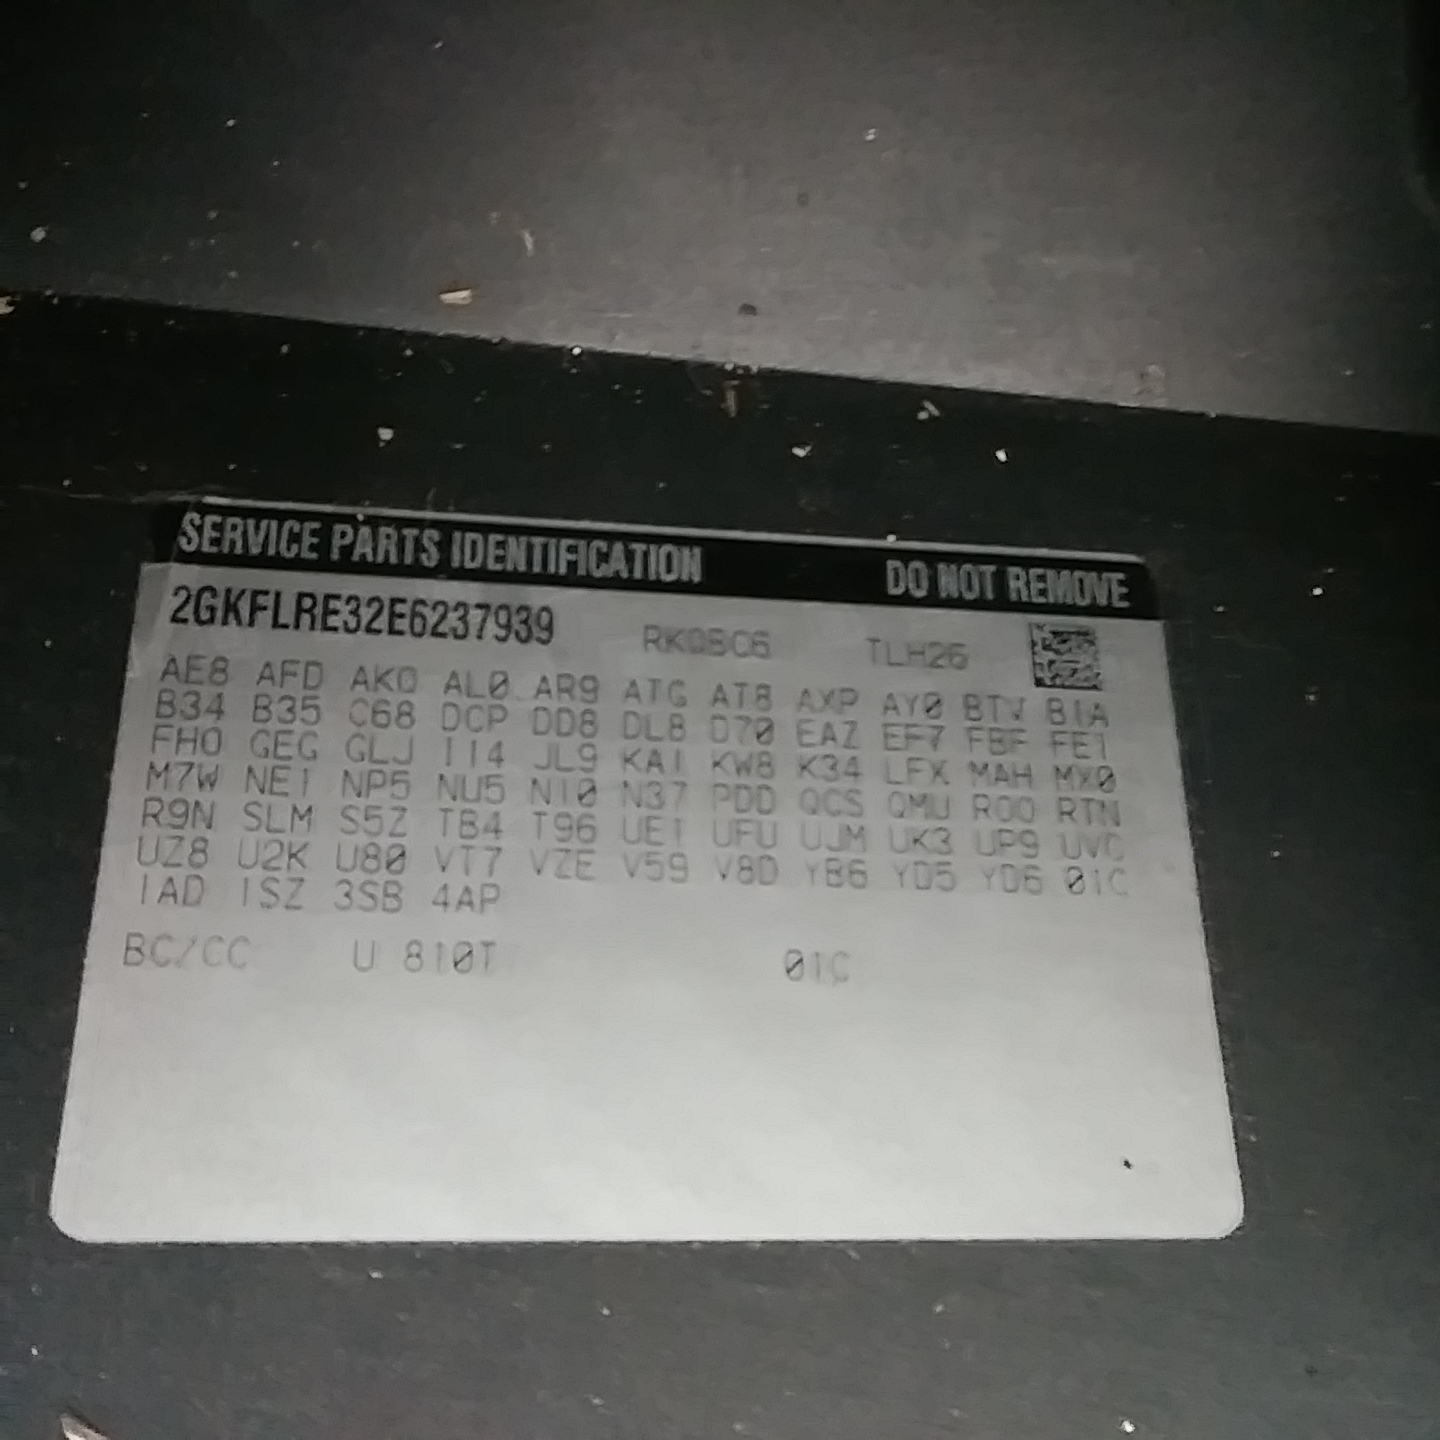 SERVICE PARTS IDENTIFICATION DO NOT REMOVE
2GKFLRE32E6237939 RK0BC6 TLH26
AE8 AFD AK0 AL0 AR9 ATG AT8 AXP AY0 BTV B1A
B34 B35 C68 DCP DD8 DL8 D70 EAZ EF7 FBF FE1
FHO GEG GLJ I14 JL9 KA1 KW8 K34 LFX MAH MX0
M7W NE1 NP5 NU5 N10 N37 PDD QCS QMU R00 RTN
R9N SLM S5Z TB4 T96 UE1 UFU UJM UK3 UP9 UVC
UZ8 U2K U80 VT7 VZE V59 V8D YB6 YD5 YD6 01C
1AD 1SZ 3SB 4AP
BC/CC U 810T 01C